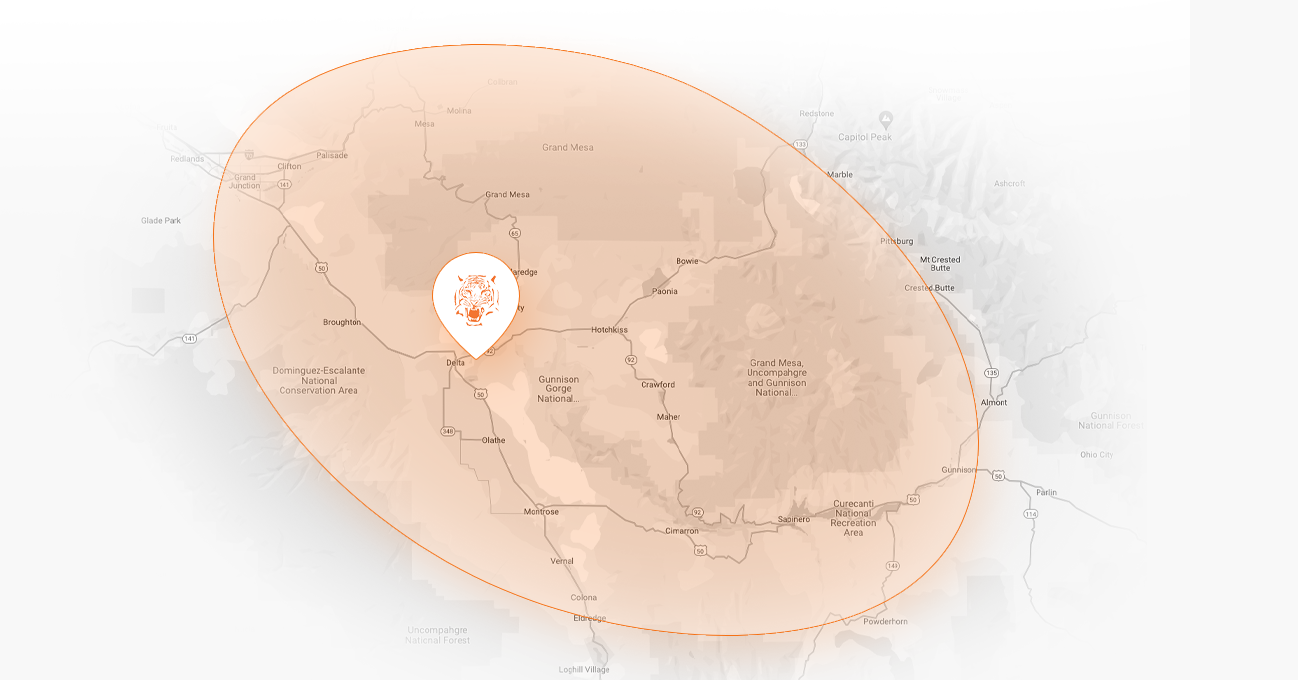 Collbran
Molina
Mesa
Redstone
133
Capitol Peak
Grand Mesa
Redlands
Palisade
Clifton
Grand
Junction
141
Marble
Ashcroft
Grand Mesa
Glade Park
65
Pittsburg
50
Mt Crested
Butte
Bowie
aredge
Crested Butte
Paonia
ty
Broughton
Hotchkiss
141
92
Delta
92
Grand Mesa,
Uncompahgre
and Gunnison
National...
Dominguez-Escalante
National
Conservation Area
Gunnison
Gorge
National...
135
Crawford
50
Almont
Maher
Gunnison
National Forest
348
Olathe
Ohio City
Gunnison
50
Parlin
50
Montrose
92
Sapinero
Curecanti
National
Recreation
Area
114
Cimarron
50
Vernal
149
Colona
Eldredge
Powderhorn
Uncompahgre
National Forest
Loghill Village